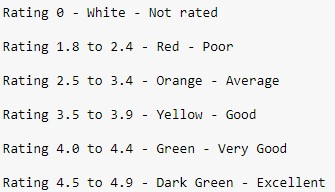 Rating 0 - White - Not rated
Rating 1.8 to 2.4 - Red - Poor
Rating 2.5 to 3.4 - Orange - Average
Rating 3.5 to 3.9 - Yellow - Good
Rating 4.0 to 4.4 - Green - Very Good
Rating 4.5 to 4.9 - Dark Green - Excellent